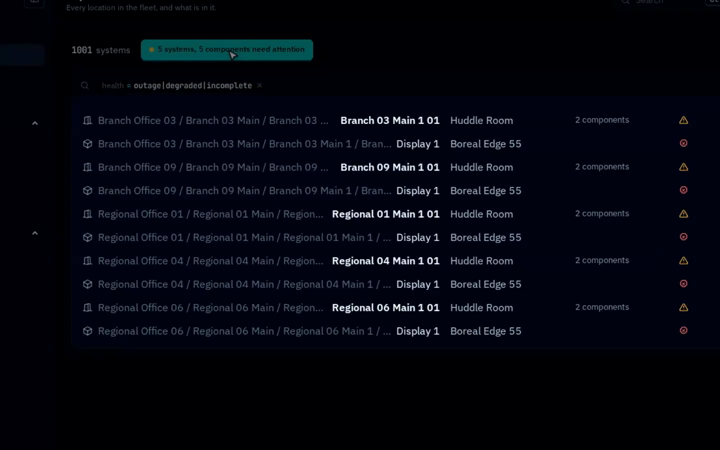 Every location in the fleet, and what is in it.
Search
1001 systems
5 systems, 5 components need attention
health = outage|degraded|incomplete ×
Branch Office 03 / Branch 03 Main / Branch 03 ... Branch 03 Main 1 01 Huddle Room 2 components
Branch Office 03 / Branch 03 Main / Branch 03 Main 1 / Bran... Display 1 Boreal Edge 55
Branch Office 09 / Branch 09 Main / Branch 09 ... Branch 09 Main 1 01 Huddle Room 2 components
Branch Office 09 / Branch 09 Main / Branch 09 Main 1 / Bran... Display 1 Boreal Edge 55
Regional Office 01 / Regional 01 Main / Region... Regional 01 Main 1 01 Huddle Room 2 components
Regional Office 01 / Regional 01 Main / Regional 01 Main 1 / ... Display 1 Boreal Edge 55
Regional Office 04 / Regional 04 Main / Region... Regional 04 Main 1 01 Huddle Room 2 components
Regional Office 04 / Regional 04 Main / Regional 04 Main 1 / ... Display 1 Boreal Edge 55
Regional Office 06 / Regional 06 Main / Region... Regional 06 Main 1 01 Huddle Room 2 components
Regional Office 06 / Regional 06 Main / Regional 06 Main 1 / ... Display 1 Boreal Edge 55